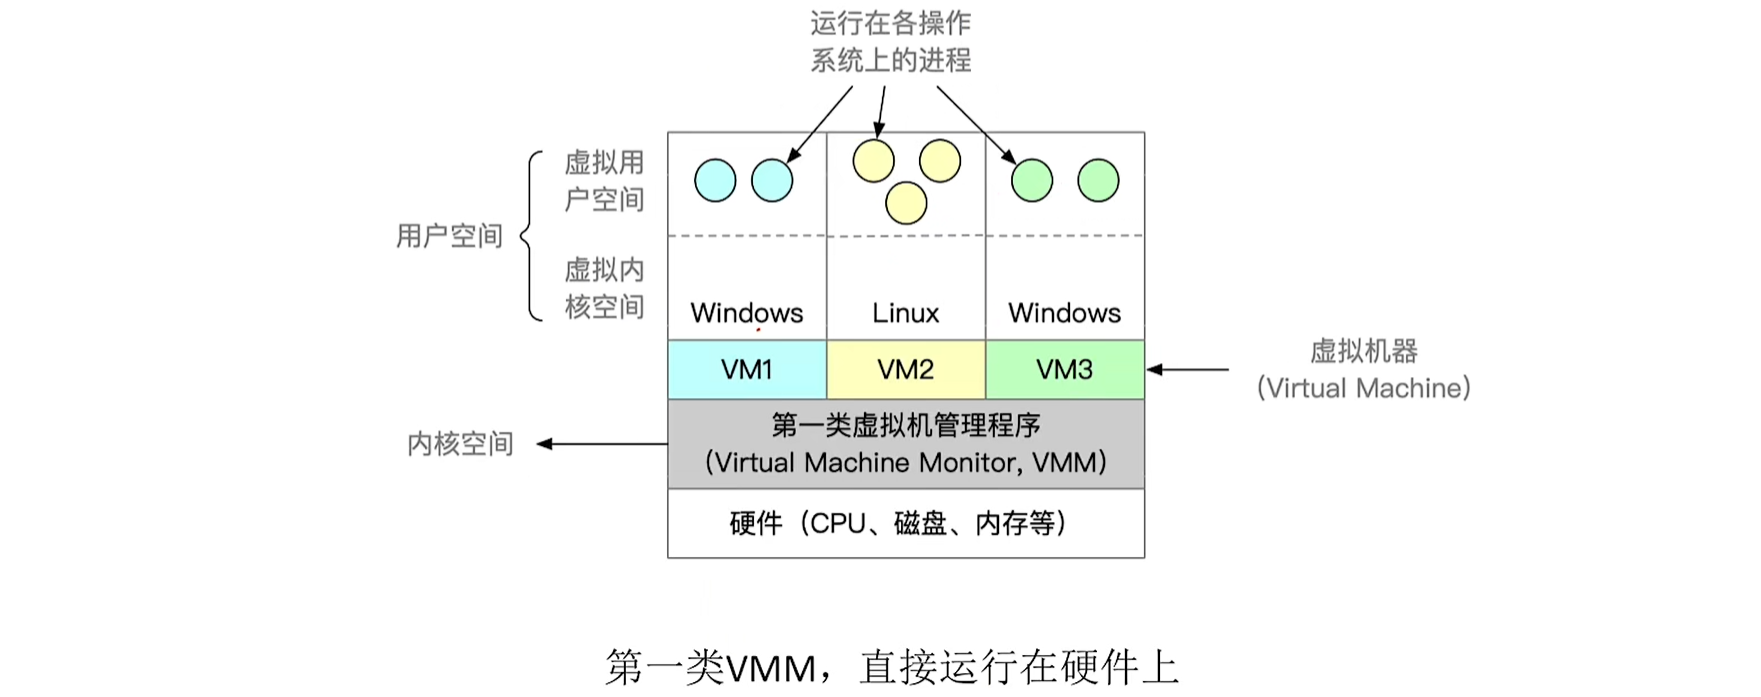 运行在各操作
系统上的进程
虚拟用
户空间
用户空间
虚拟内
核空间
Windows
Linux
Windows
VM1
VM2
VM3
虚拟机器
（Virtual Machine）
内核空间
第一类虚拟机管理程序
（Virtual Machine Monitor, VMM）
硬件（CPU、磁盘、内存等）
第一类VMM，直接运行在硬件上